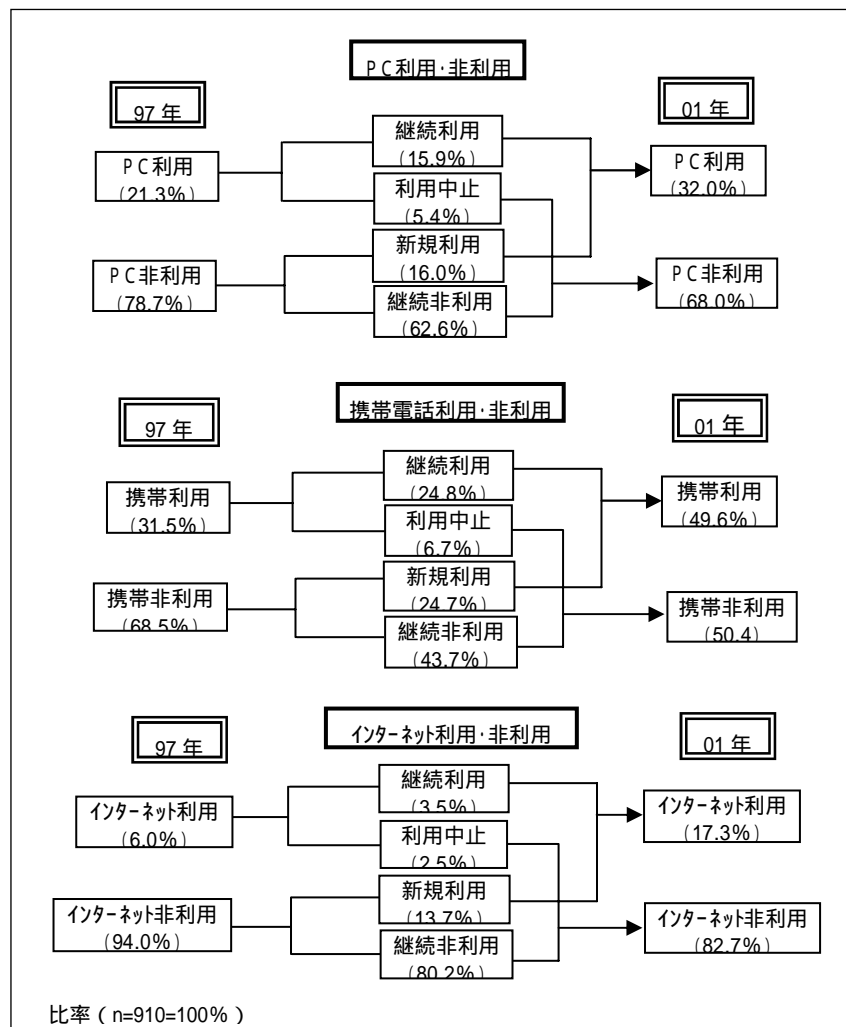 PC利用･非利用
97 年
01 年
継続利用
(15.9%)
PC利用
(21.3%)
PC利用
(32.0%)
利用中止
(5.4%)
新規利用
(16.0%)
PC非利用
(78.7%)
PC非利用
(68.0%)
継続非利用
(62.6%)
携帯電話利用･非利用
97 年
01 年
継続利用
(24.8%)
携帯利用
(31.5%)
携帯利用
(49.6%)
利用中止
(6.7%)
新規利用
(24.7%)
携帯非利用
(68.5%)
携帯非利用
(50.4)
継続非利用
(43.7%)
ｲﾝﾀｰﾈｯﾄ利用･非利用
97 年
01 年
継続利用
(3.5%)
ｲﾝﾀｰﾈｯﾄ利用
(6.0%)
ｲﾝﾀｰﾈｯﾄ利用
(17.3%)
利用中止
(2.5%)
新規利用
(13.7%)
ｲﾝﾀｰﾈｯﾄ非利用
(94.0%)
ｲﾝﾀｰﾈｯﾄ非利用
(82.7%)
継続非利用
(80.2%)
比率（n=910=100%）